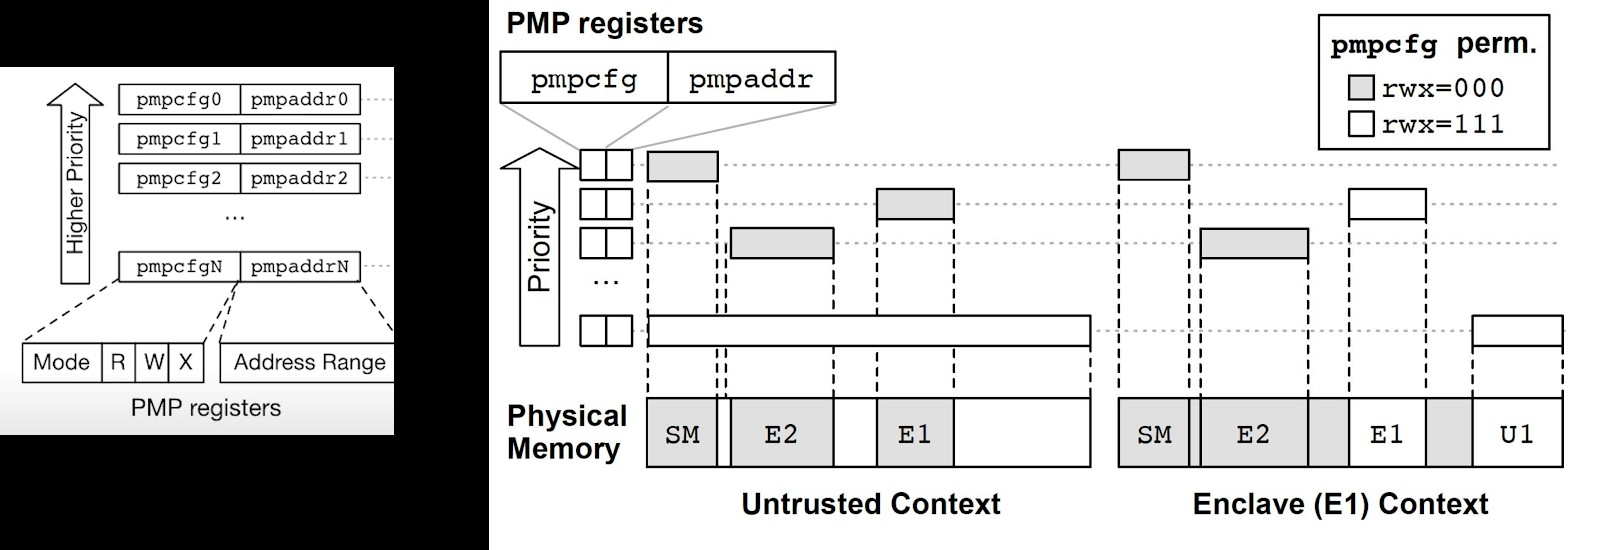 Higher Priority
pmpcfg0 pmpaddr0
pmpcfg1 pmpaddr1
pmpcfg2 pmpaddr2
...
pmpcfgN pmpaddrN
Mode R W X Address Range
PMP registers
PMP registers
pmpcfg pmpaddr
Priority
...
pmpcfg perm.
rwx=000
rwx=111
Physical
Memory
SM E2 E1
Untrusted Context
SM E2 E1 U1
Enclave (E1) Context